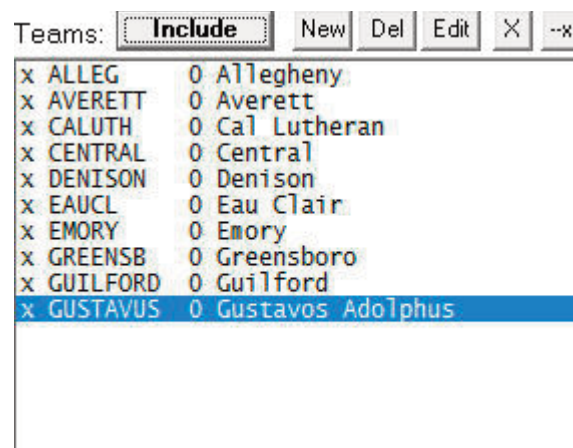 Teams: Include New Del Edit X --x
x ALLEG 0 Allegheny
x AVERETT 0 Averett
x CALUTH 0 Cal Lutheran
x CENTRAL 0 Central
x DENISON 0 Denison
x EAUCL 0 Eau Clair
x EMORY 0 Emory
x GREENSB 0 Greensboro
x GUILFORD 0 Guilford
x GUSTAVUS 0 Gustavos Adolphus